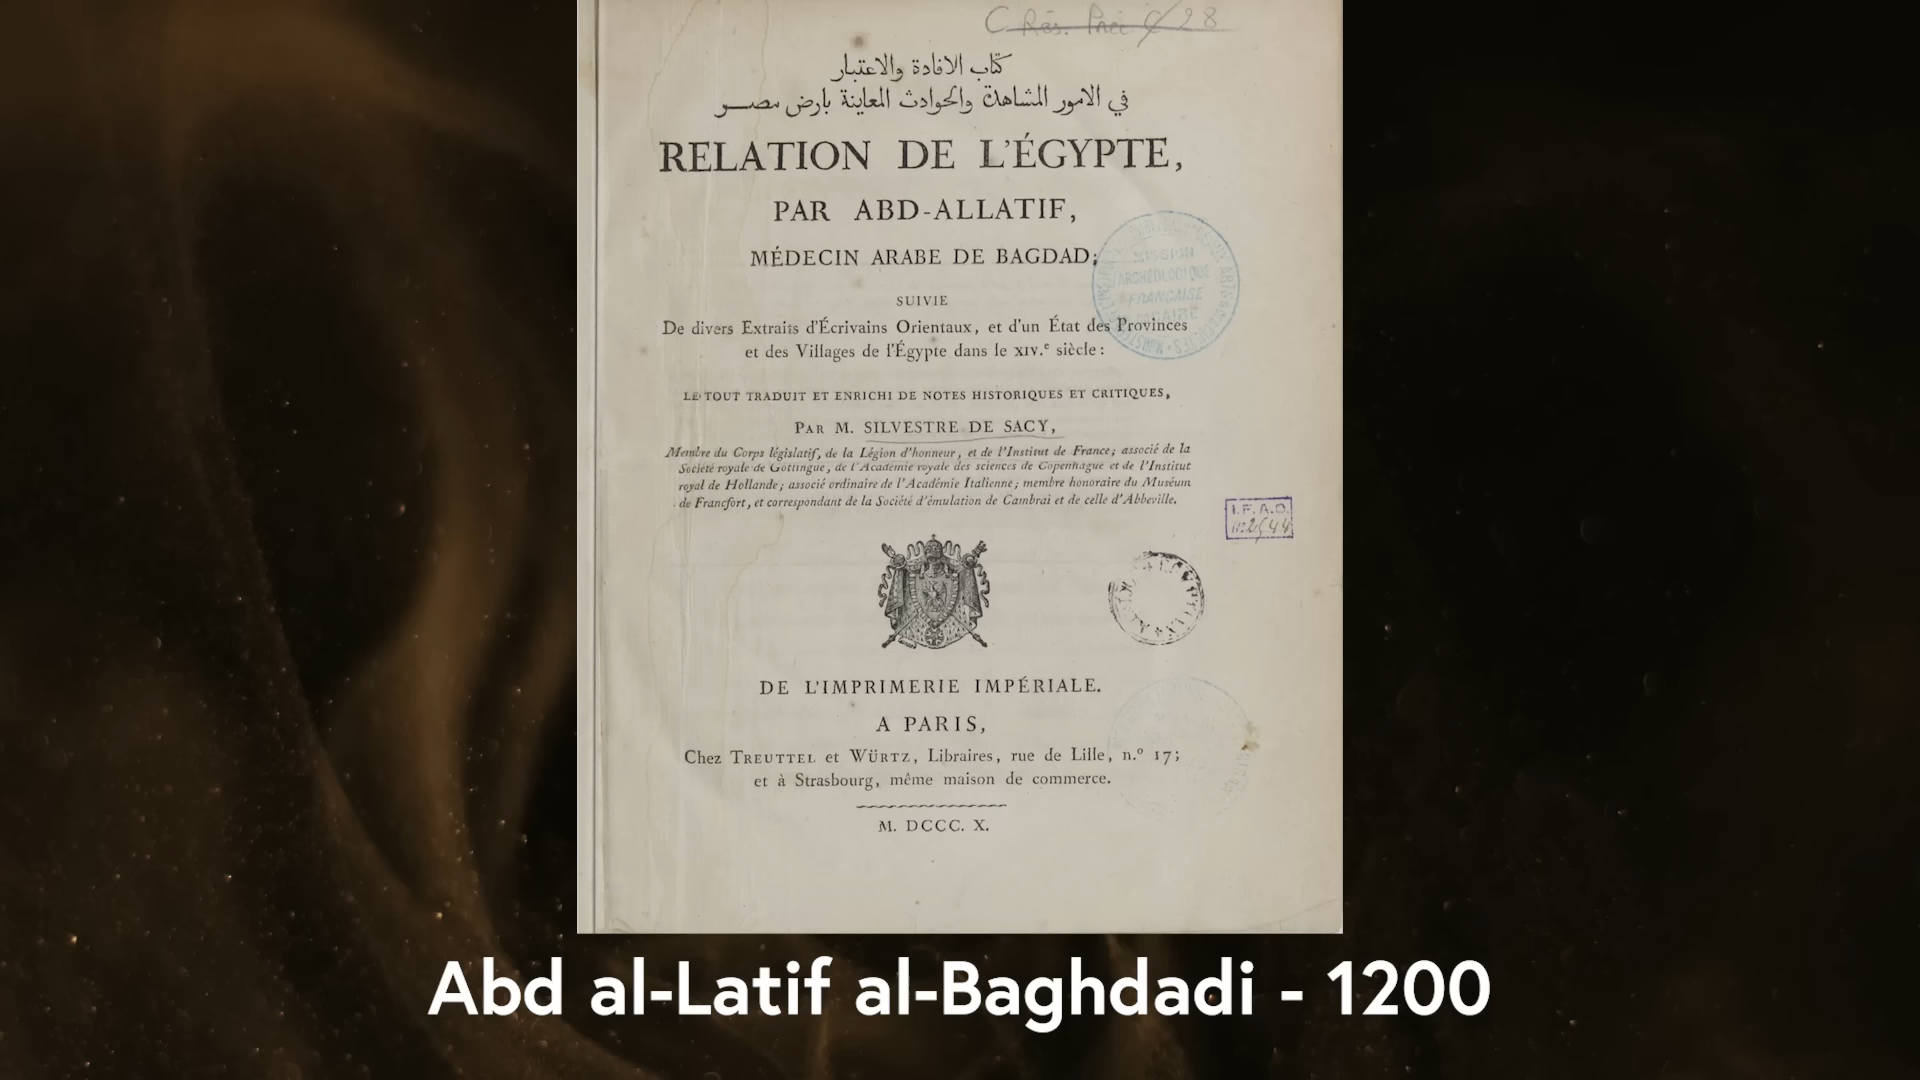 C Rés.
كتاب الافادة والاعتبار
في الامور المشاهدة والحوادث المعاينة بارض مصر
RELATION DE L'ÉGYPTE,
PAR ABD-ALLATIF,
MÉDECIN ARABE DE BAGDAD;
SUIVIE
De divers Extraits d'Écrivains Orientaux, et d'un État des Provinces
et des Villages de l'Égypte dans le XIV.e siècle :
LE TOUT TRADUIT ET ENRICHI DE NOTES HISTORIQUES ET CRITIQUES,
PAR M. SILVESTRE DE SACY,
Membre du Corps législatif, de la Légion d'honneur, et de l'Institut de France; associé de la
Société royale de Gottingue, de l'Académie royale des sciences de Copenhague et de l'Institut
royal de Hollande; associé ordinaire de l'Académie Italienne; membre honoraire du Muséum
de Francfort, et correspondant de la Société d'émulation de Cambrai et de celle d'Abbeville.
MISSION
ARCHÉOLOGIQUE
FRANÇAISE
I.F.A.O.
DE L'IMPRIMERIE IMPÉRIALE.
A PARIS,
Chez TREUTTEL et WÜRTZ, Libraires, rue de Lille, n.º 17;
et à Strasbourg, même maison de commerce.
M. DCCC. X.
Abd al-Latif al-Baghdadi - 1200